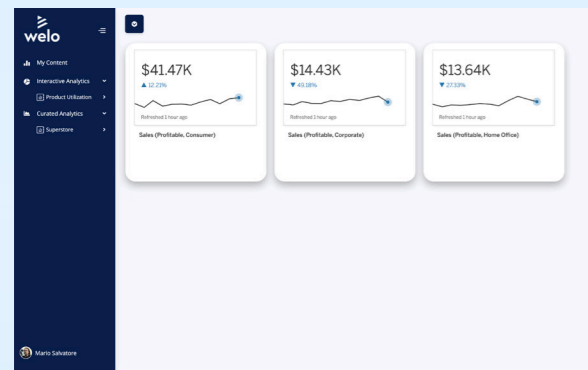 welo
My Content
Interactive Analytics
Product Utilization
Curated Analytics
Superstore
Mario Salvatore
$41.47K
▲ 12.21%
Refreshed 1 hour ago
Sales (Profitable, Consumer)
$14.43K
▼ 49.18%
Refreshed 1 hour ago
Sales (Profitable, Corporate)
$13.64K
▼ 27.33%
Refreshed 1 hour ago
Sales (Profitable, Home Office)